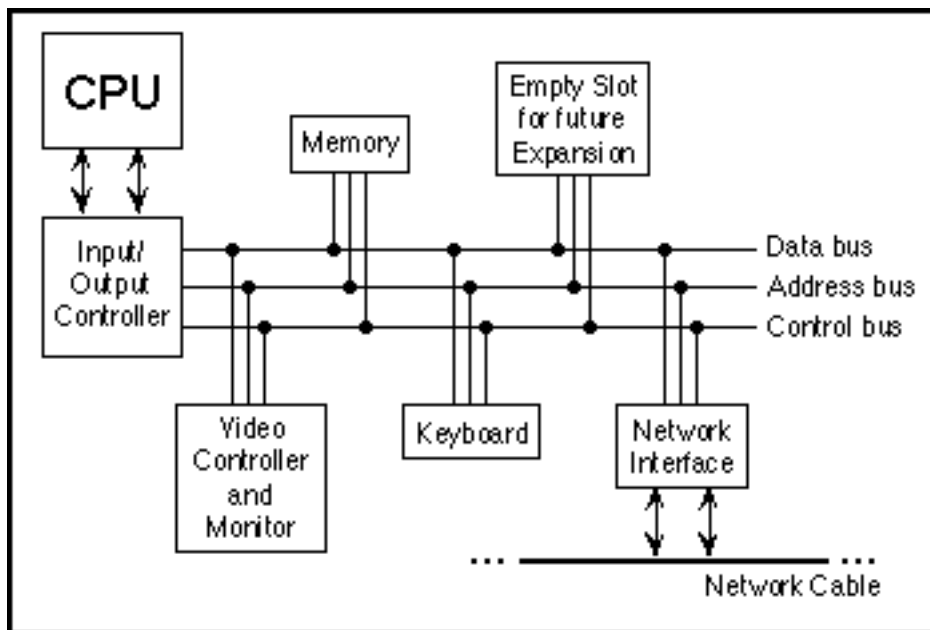 CPU
Memory
Empty Slot
for future
Expansion
Input/
Output
Controller
Data bus
Address bus
Control bus
Video
Controller
and
Monitor
Keyboard
Network
Interface
... ...
Network Cable